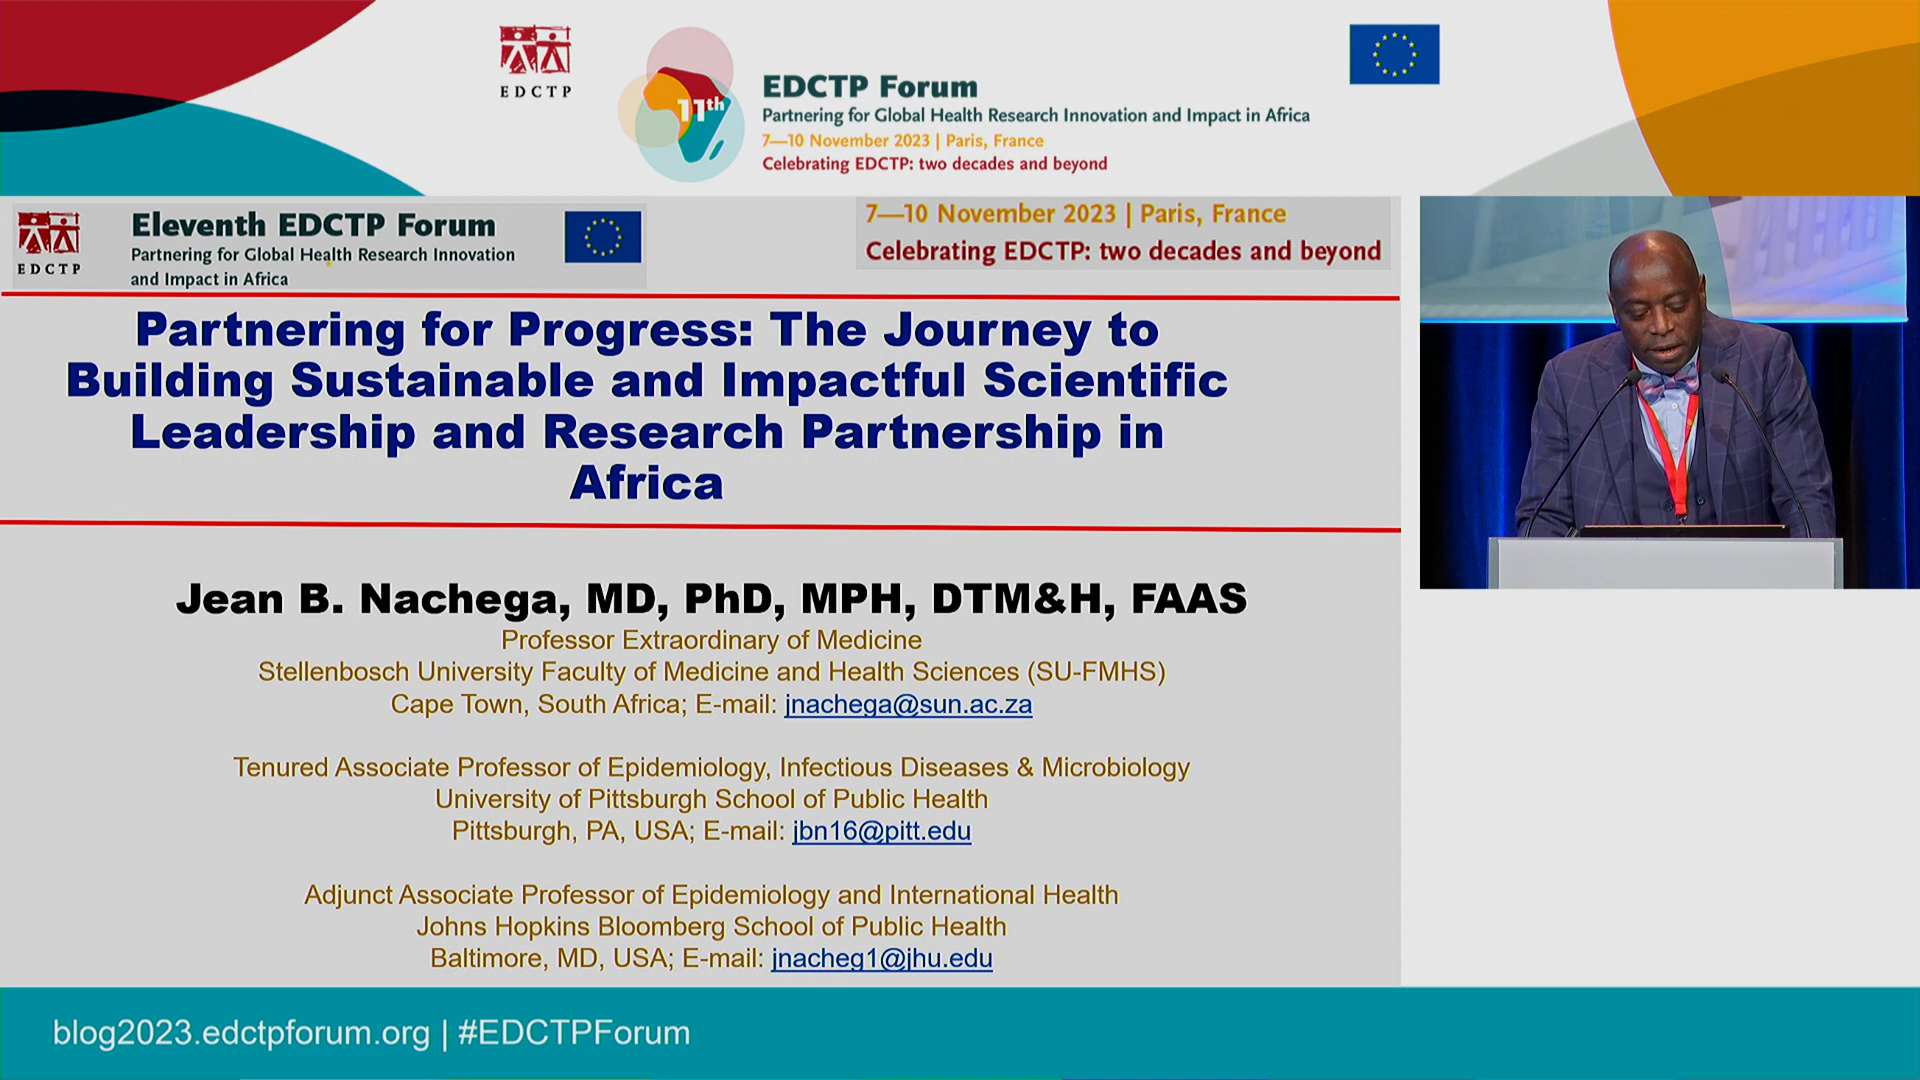 EDCTP
11th
EDCTP Forum
Partnering for Global Health Research Innovation and Impact in Africa
7—10 November 2023 | Paris, France
Celebrating EDCTP: two decades and beyond
EDCTP
Eleventh EDCTP Forum
Partnering for Global Health Research Innovation
and Impact in Africa
7—10 November 2023 | Paris, France
Celebrating EDCTP: two decades and beyond
Partnering for Progress: The Journey to
Building Sustainable and Impactful Scientific
Leadership and Research Partnership in
Africa
Jean B. Nachega, MD, PhD, MPH, DTM&H, FAAS
Professor Extraordinary of Medicine
Stellenbosch University Faculty of Medicine and Health Sciences (SU-FMHS)
Cape Town, South Africa; E-mail: jnachega@sun.ac.za
Tenured Associate Professor of Epidemiology, Infectious Diseases & Microbiology
University of Pittsburgh School of Public Health
Pittsburgh, PA, USA; E-mail: jbn16@pitt.edu
Adjunct Associate Professor of Epidemiology and International Health
Johns Hopkins Bloomberg School of Public Health
Baltimore, MD, USA; E-mail: jnacheg1@jhu.edu
blog2023.edctpforum.org | #EDCTPForum